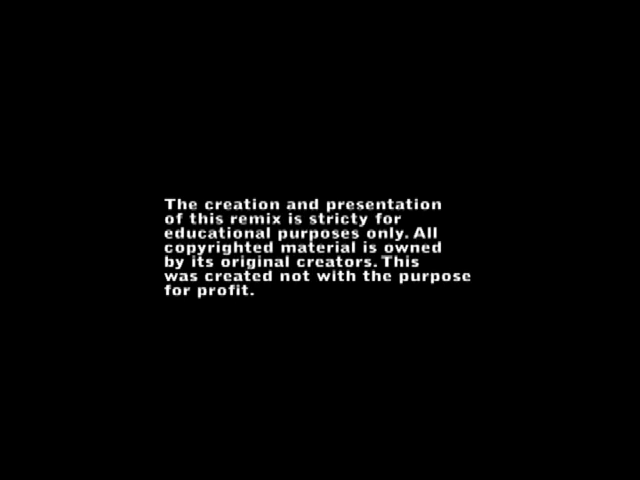 The creation and presentation
of this remix is stricty for
educational purposes only. All
copyrighted material is owned
by its original creators. This
was created not with the purpose
for profit.